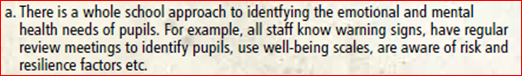 a. There is a whole school approach to identfying the emotional and mental
health needs of pupils. For example, all staff know warning signs, have regular
review meetings to identify pupils, use well-being scales, are aware of risk and
resilience factors etc.